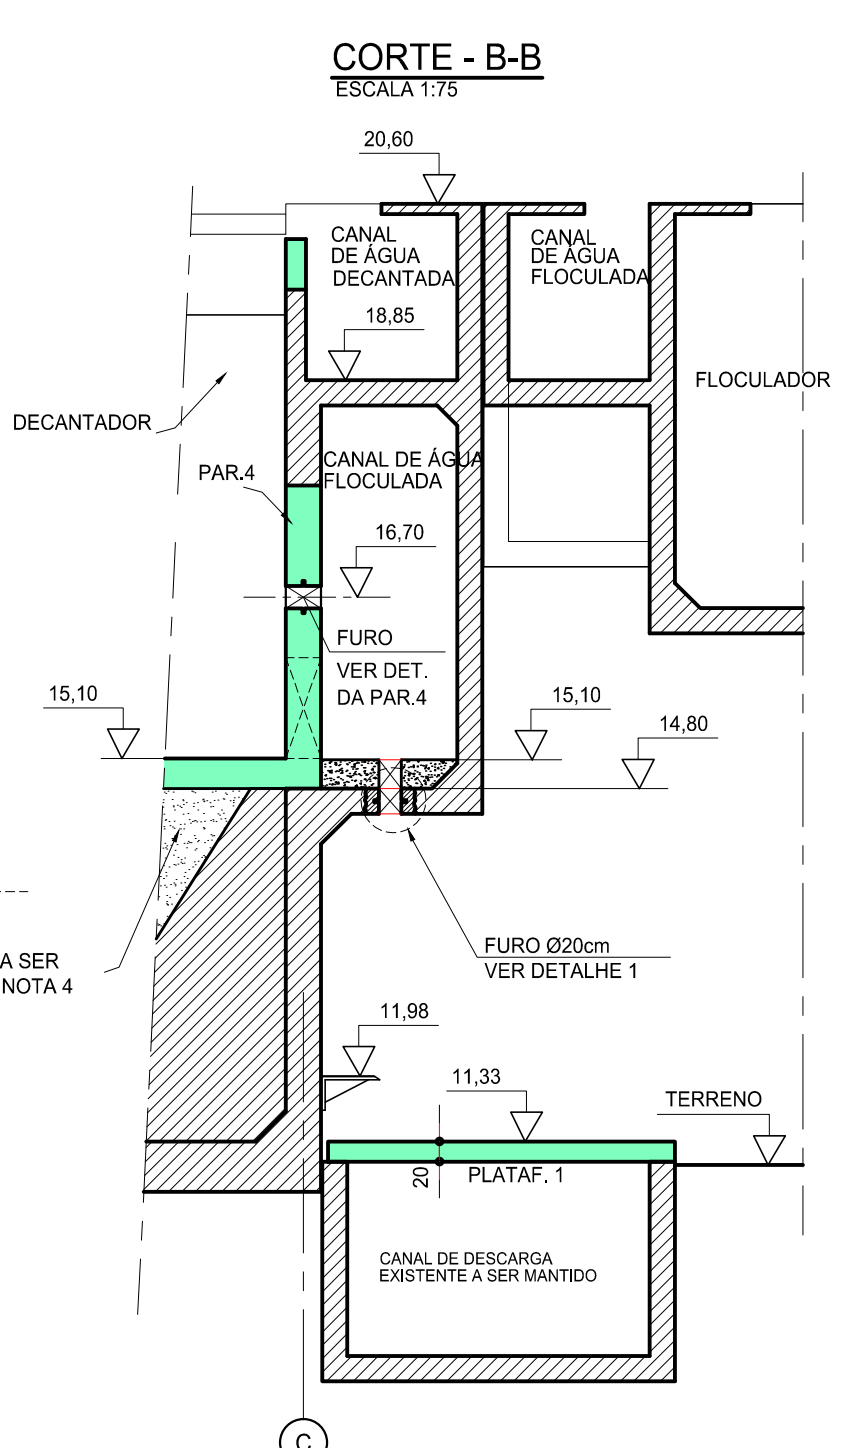 CORTE - B-B
ESCALA 1:75
20,60
CANAL
DE ÁGUA
DECANTADA
CANAL
DE ÁGUA
FLOCULADA
18,85
FLOCULADOR
DECANTADOR
CANAL DE ÁGUA
FLOCULADA
PAR.4
16,70
FURO
VER DET.
DA PAR.4
15,10
15,10
14,80
FURO Ø20cm
VER DETALHE 1
A SER
NOTA 4
11,98
11,33
TERRENO
20
PLATAF. 1
CANAL DE DESCARGA
EXISTENTE A SER MANTIDO
C